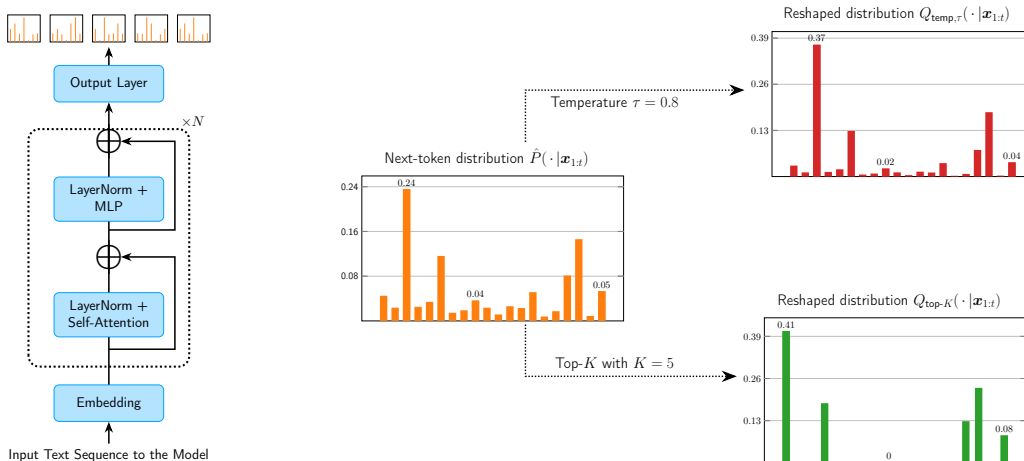 Output Layer
×N
LayerNorm +
MLP
LayerNorm +
Self-Attention
Embedding
Input Text Sequence to the Model
Next-token distribution P̂(·|x₁:ₜ)
0.24
0.16
0.08
0.24
0.04
0.05
Temperature τ = 0.8
Top-K with K = 5
Reshaped distribution Q_temp,τ(·|x₁:ₜ)
0.39
0.26
0.13
0.37
0.02
0.04
Reshaped distribution Q_top-K(·|x₁:ₜ)
0.39
0.26
0.13
0.41
0
0.08